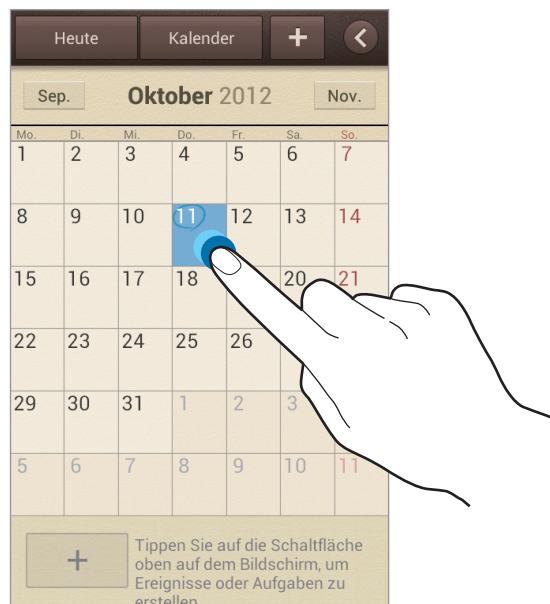 Heute Kalender +
Sep. Oktober 2012 Nov.
Mo. Di. Mi. Do. Fr. Sa. So.
1 2 3 4 5 6 7
8 9 10 11 12 13 14
15 16 17 18 20 21
22 23 24 25 26
29 30 31 1 2 3
5 6 7 8 9 10 11
+
Tippen Sie auf die Schaltfläche
oben auf dem Bildschirm, um
Ereignisse oder Aufgaben zu
erstellen